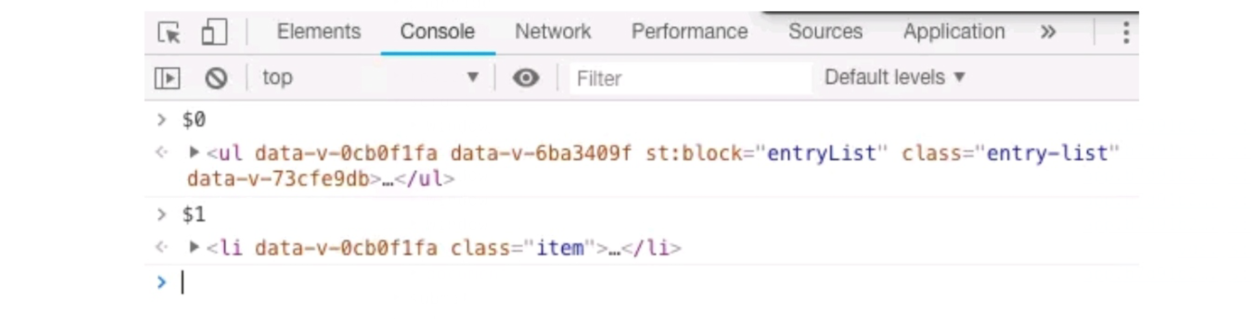 Elements Console Network Performance Sources Application »
top ▼ Filter Default levels ▼
> $0
<· ▶<ul data-v-0cb0f1fa data-v-6ba3409f st:block="entryList" class="entry-list"
data-v-73cfe9db>…</ul>
> $1
<· ▶<li data-v-0cb0f1fa class="item">…</li>
>